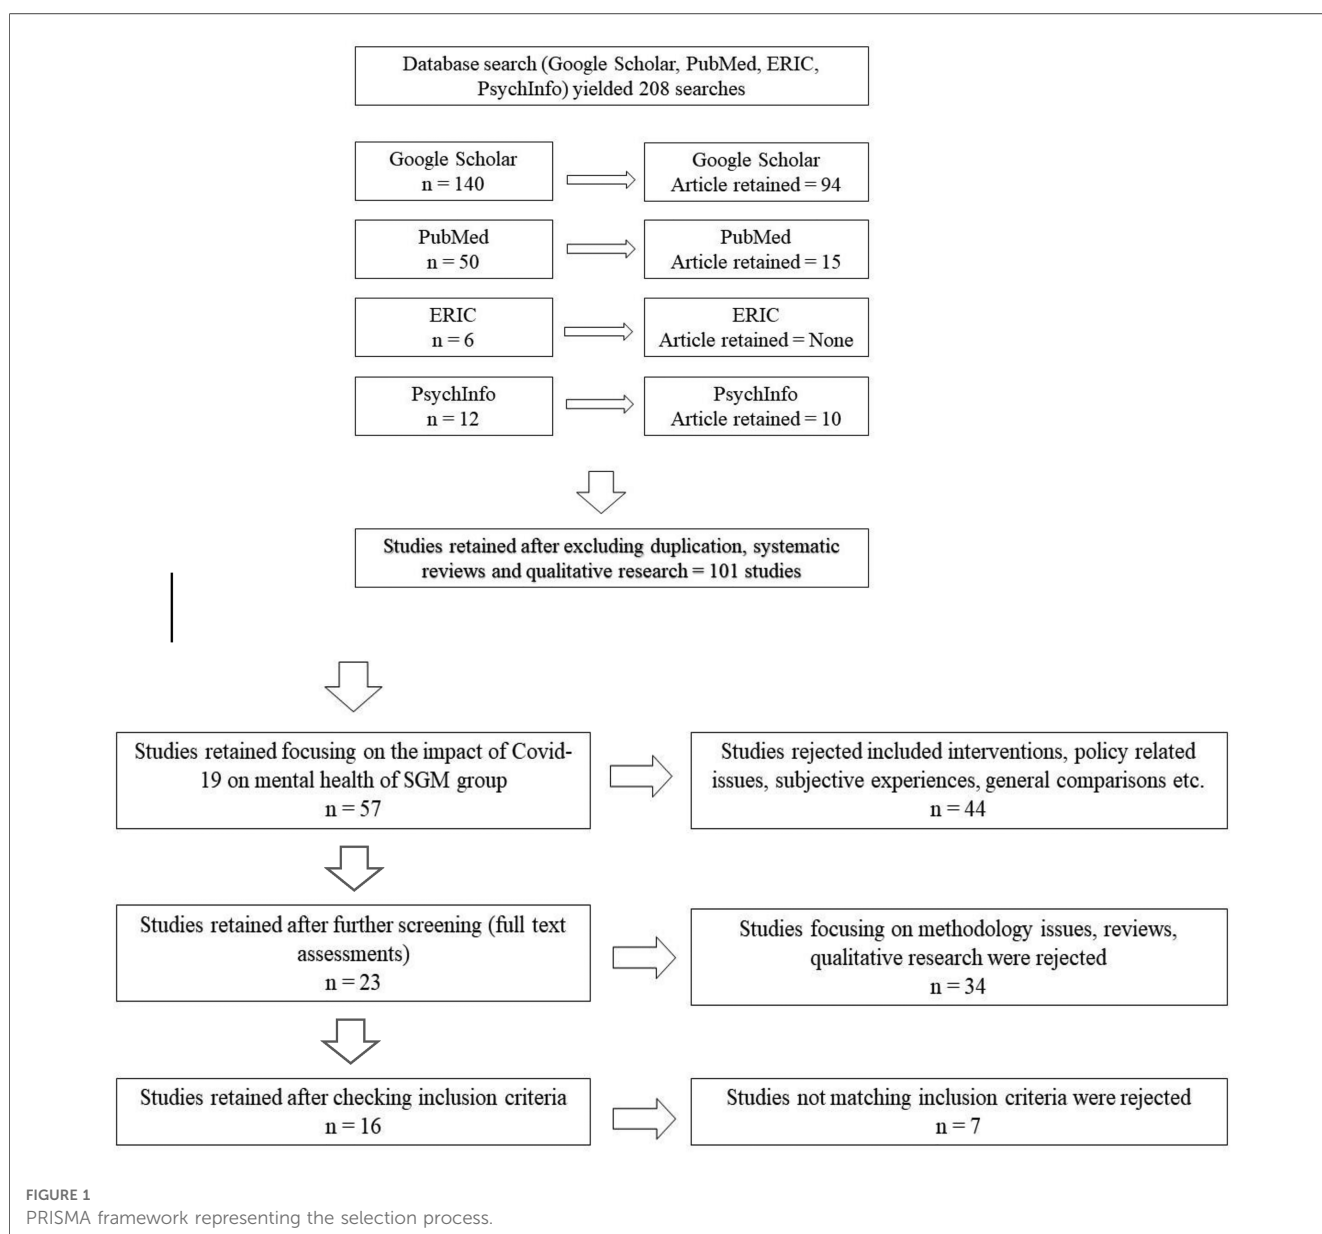 Database search (Google Scholar, PubMed, ERIC,
PsychInfo) yielded 208 searches
Google Scholar
n = 140
Google Scholar
Article retained = 94
PubMed
n = 50
PubMed
Article retained = 15
ERIC
n = 6
ERIC
Article retained = None
PsychInfo
n = 12
PsychInfo
Article retained = 10
Studies retained after excluding duplication, systematic
reviews and qualitative research = 101 studies
Studies retained focusing on the impact of Covid-
19 on mental health of SGM group
n = 57
Studies rejected included interventions, policy related
issues, subjective experiences, general comparisons etc.
n = 44
Studies retained after further screening (full text
assessments)
n = 23
Studies focusing on methodology issues, reviews,
qualitative research were rejected
n = 34
Studies retained after checking inclusion criteria
n = 16
Studies not matching inclusion criteria were rejected
n = 7
FIGURE 1
PRISMA framework representing the selection process.